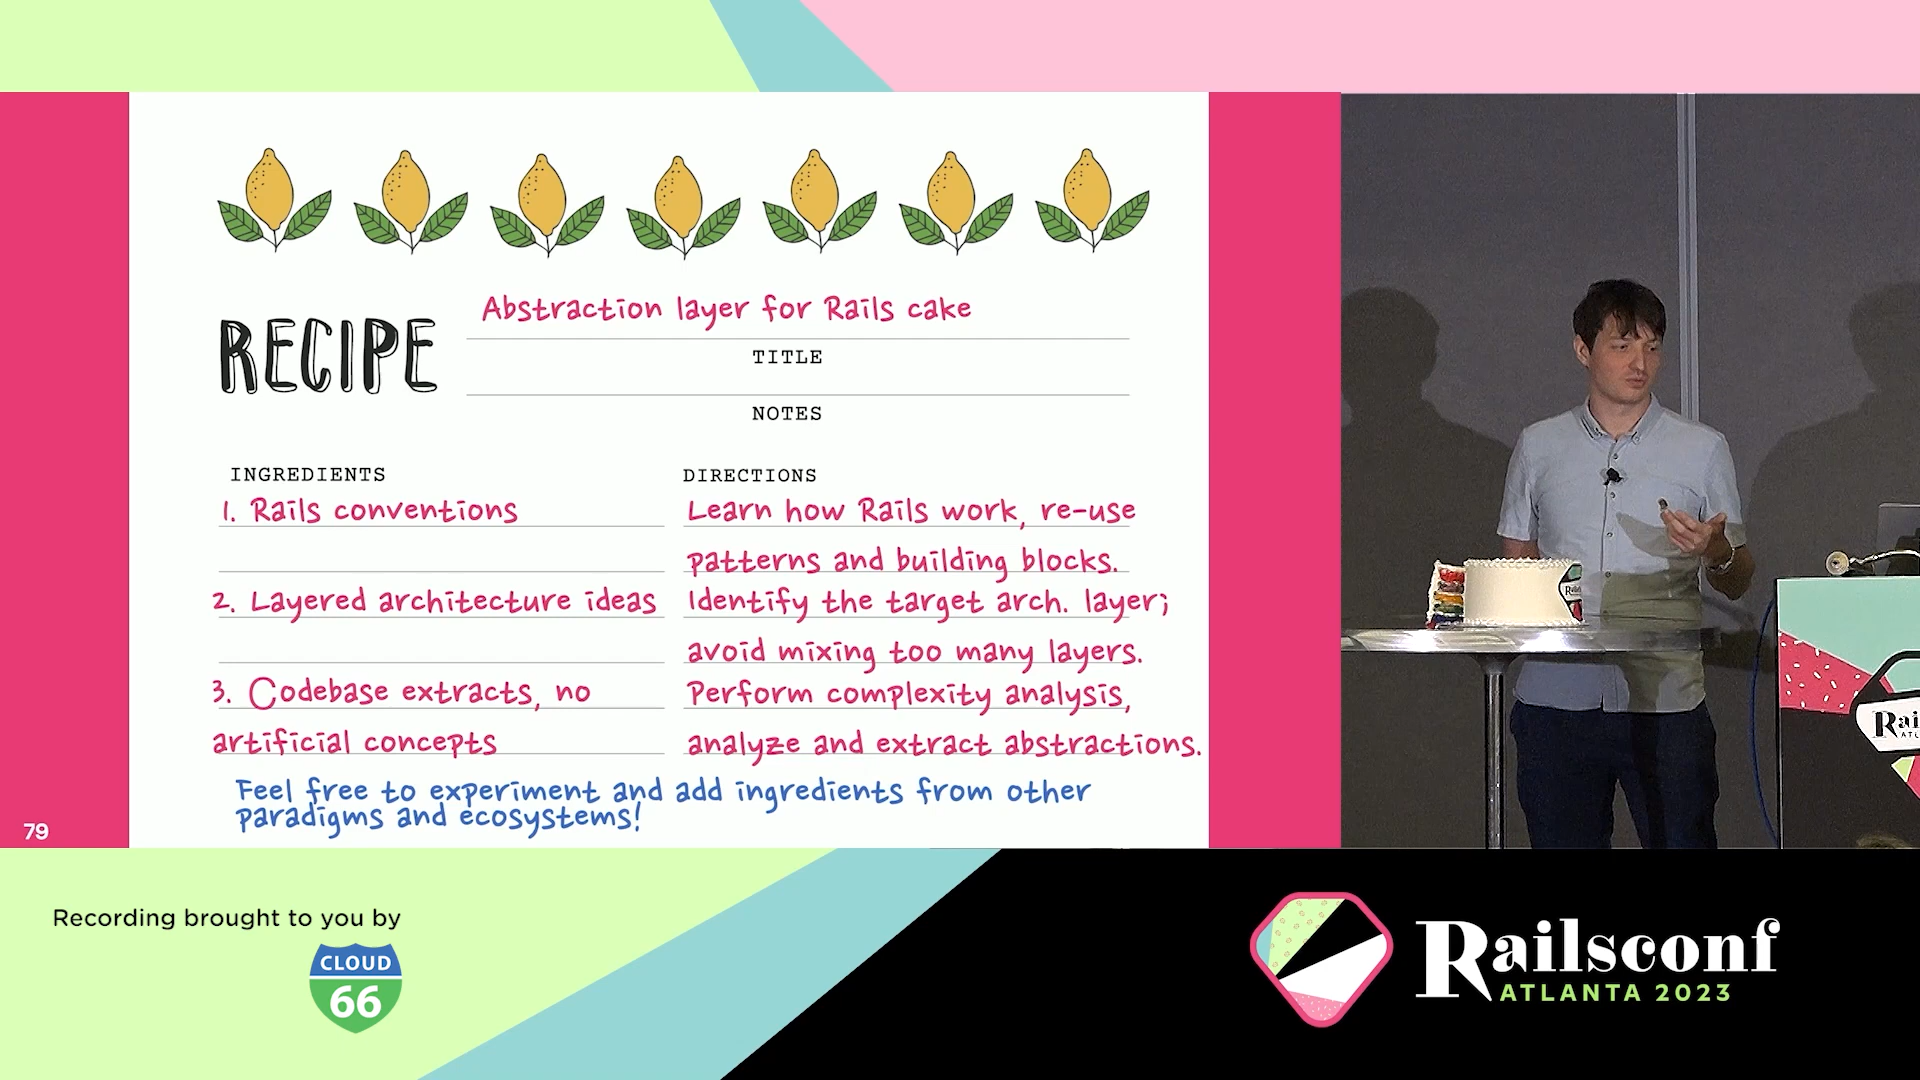 Abstraction layer for Rails cake
RECIPE
TITLE
NOTES
INGREDIENTS
1. Rails conventions
2. Layered architecture ideas
3. Codebase extracts, no
artificial concepts
DIRECTIONS
Learn how Rails work, re-use
patterns and building blocks.
Identify the target arch. layer;
avoid mixing too many layers.
Perform complexity analysis,
analyze and extract abstractions.
Feel free to experiment and add ingredients from other
paradigms and ecosystems!
79
Recording brought to you by
CLOUD
66
Railsconf
ATLANTA 2023